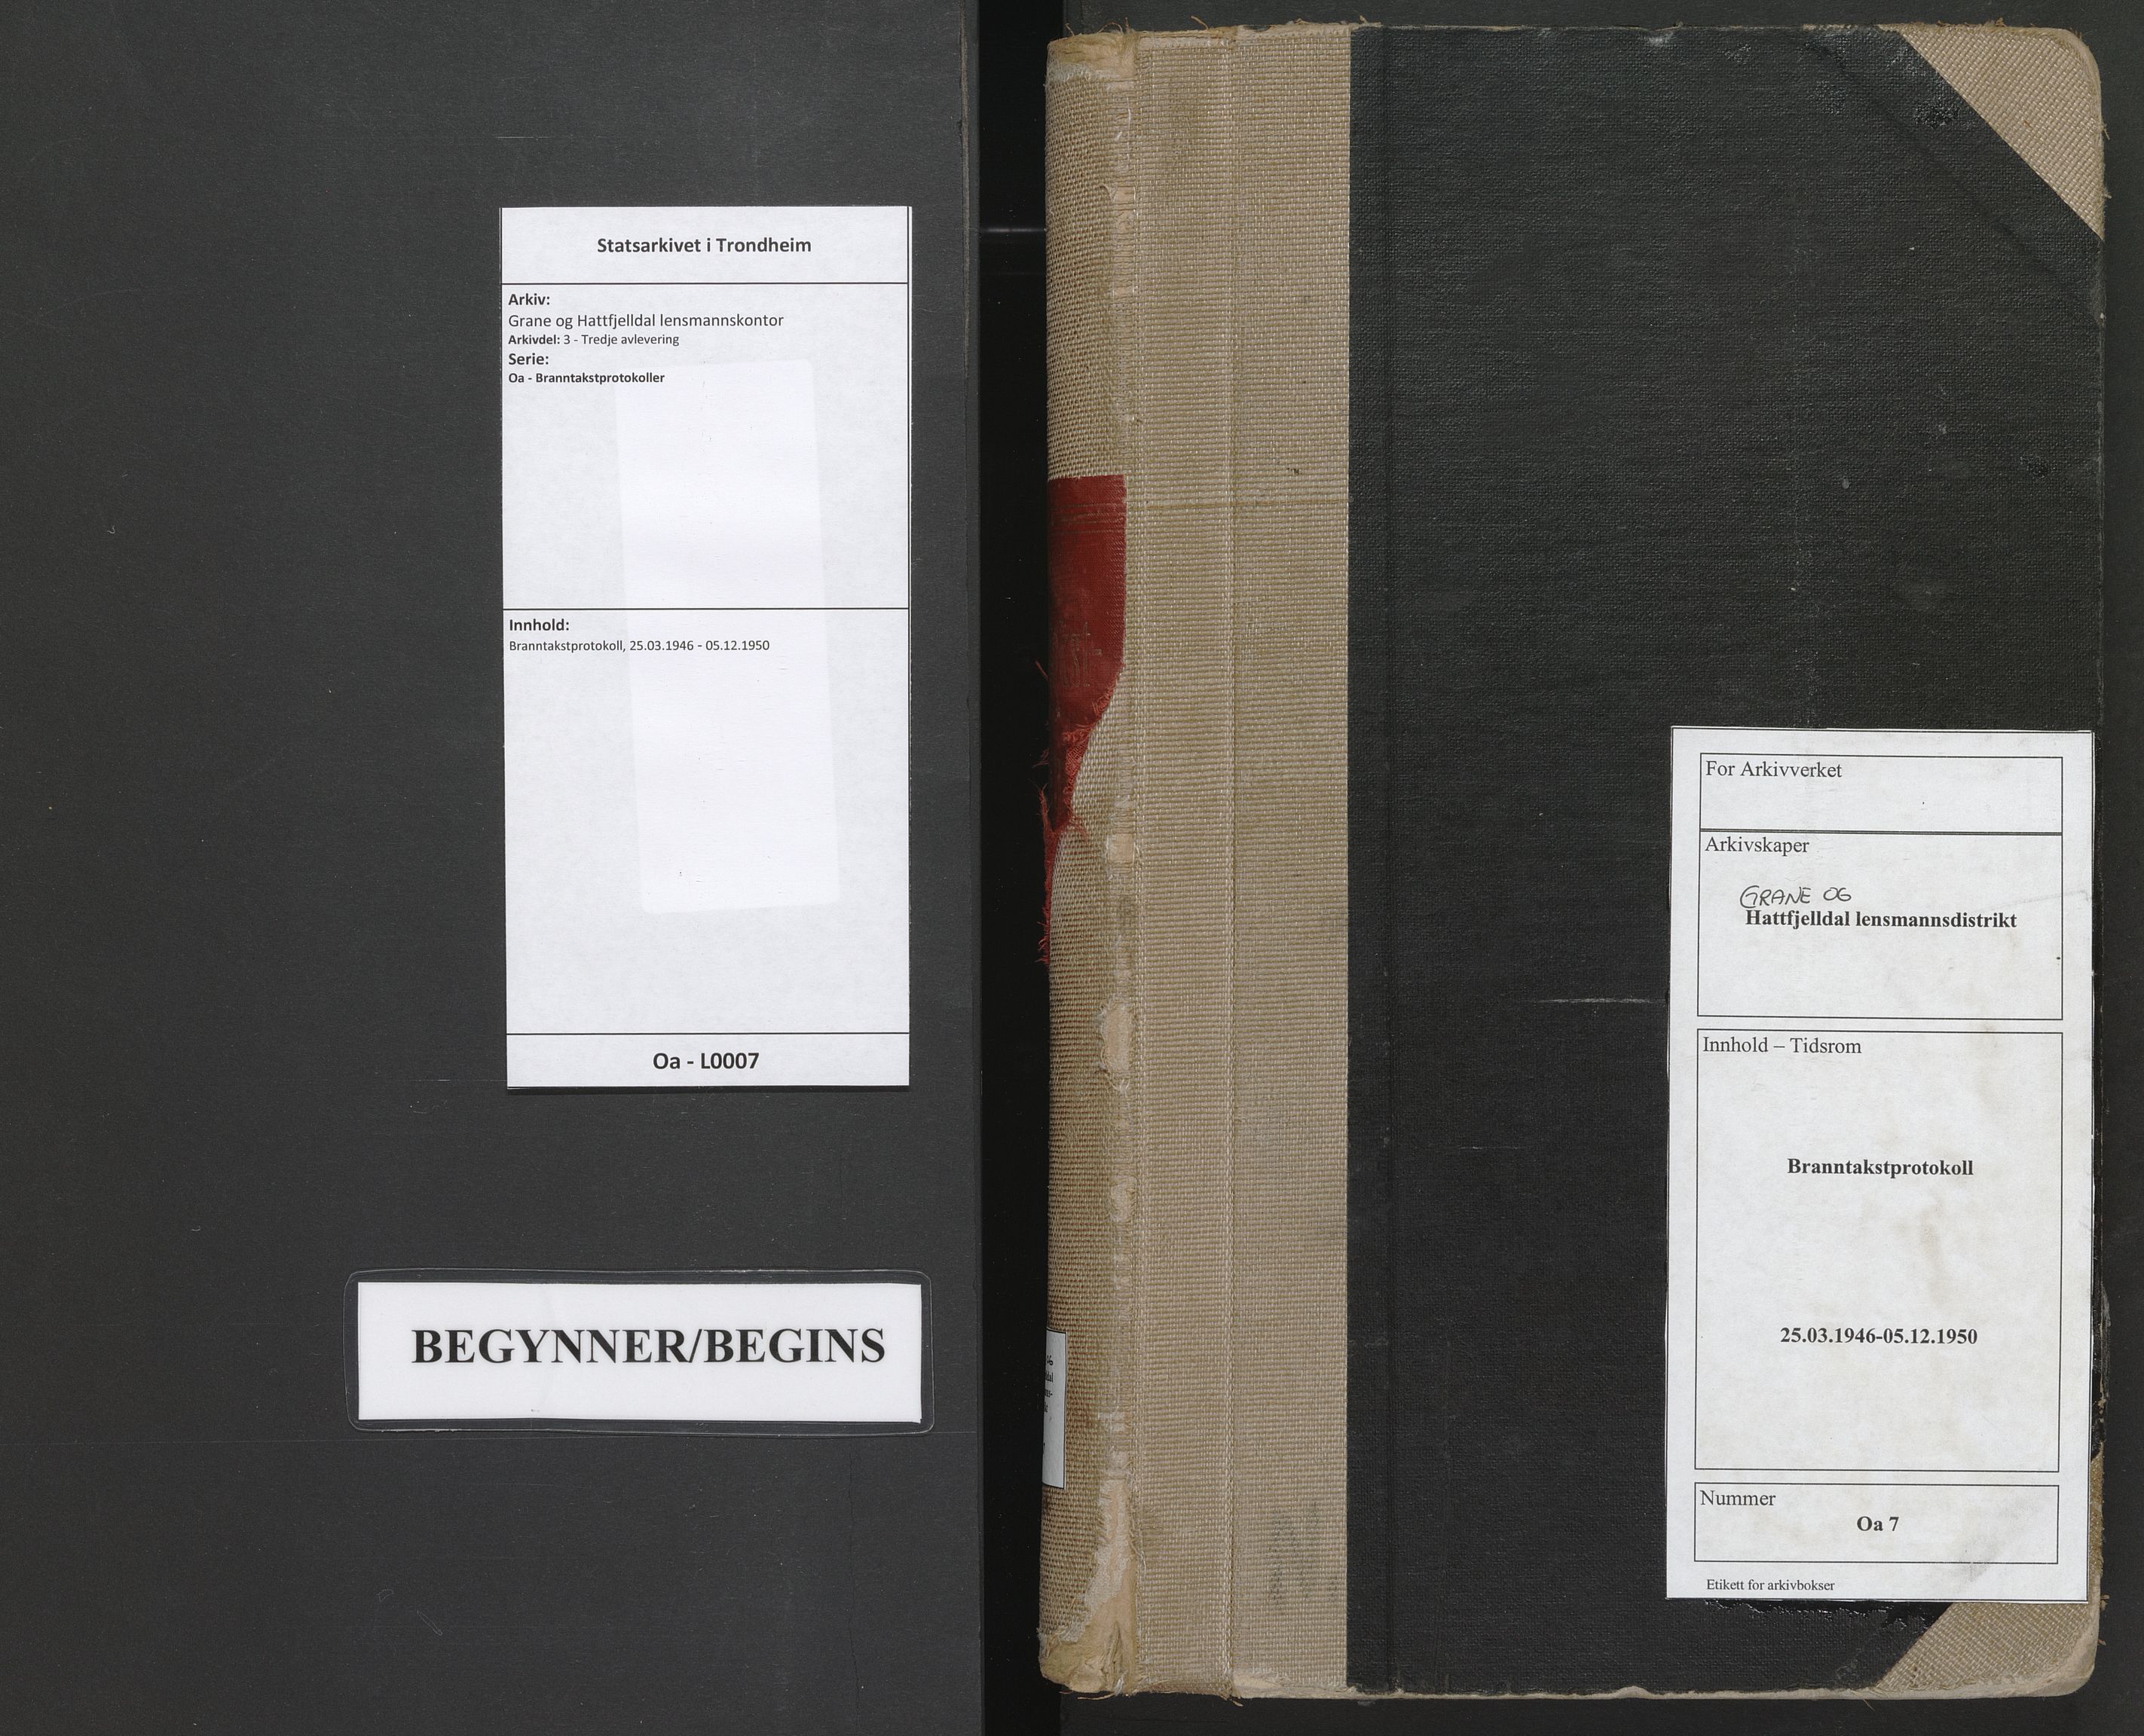 Statsarkivet i Trondheim
Arkiv:
Grane og Hattfjelldal lensmannskontor
Arkivdel: 3 - Tredje avlevering
Serie:
Oa - Branntakstprotokoller
Innhold:
Branntakstprotokoll, 25.03.1946 - 05.12.1950
Oa - L0007
BEGYNNER/BEGINS
For Arkivverket
Arkivskaper
GRANE OG
Hattfjelldal lensmannsdistrikt
Innhold – Tidsrom
Branntakstprotokoll
25.03.1946-05.12.1950
Nummer
Oa 7
Etikett for arkivbokser